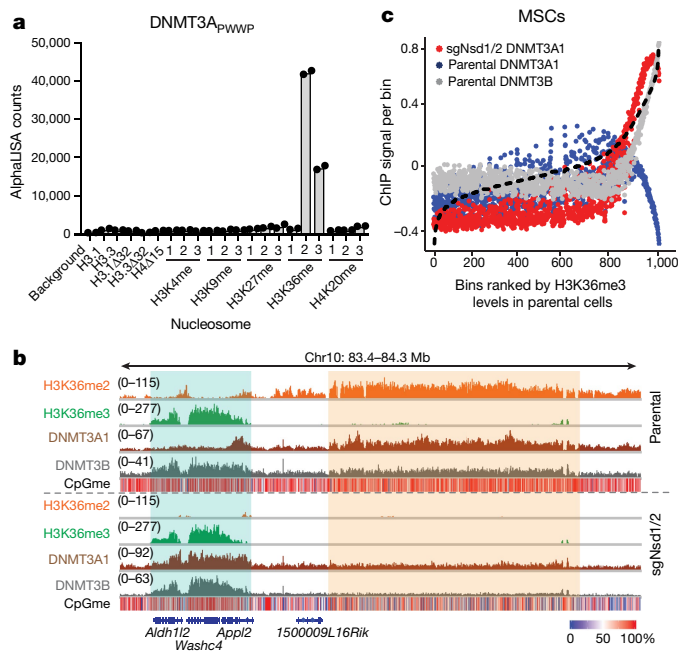 a
DNMT3APWWP
AlphaLISA counts
50,000
40,000
30,000
20,000
10,000
0
Background
H3.1
H3.3
H3.1Δ32
H3.3Δ32
H4Δ15
1 2 3 1 2 3 1 2 3 1 2 3 1 2 3
H3K4me
H3K9me
H3K27me
H3K36me
H4K20me
Nucleosome
c
MSCs
sgNsd1/2 DNMT3A1
Parental DNMT3A1
Parental DNMT3B
ChIP signal per bin
0.8
0.4
0
−0.4
0 200 400 600 800 1,000
Bins ranked by H3K36me3
levels in parental cells
b
Chr10: 83.4–84.3 Mb
H3K36me2 (0–115)
H3K36me3 (0–277)
DNMT3A1 (0–67)
DNMT3B (0–41)
CpGme
Parental
H3K36me2 (0–115)
H3K36me3 (0–277)
DNMT3A1 (0–92)
DNMT3B (0–63)
CpGme
sgNsd1/2
Aldh1l2 Appl2 1500009L16Rik
Washc4
0 50 100%